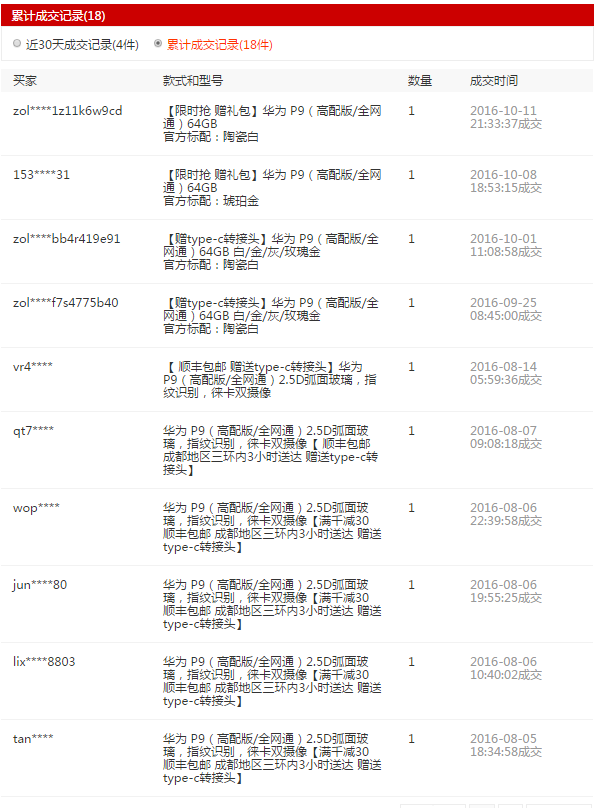 累计成交记录(18)
近30天成交记录(4件) 累计成交记录(18件)
买家 款式和型号 数量 成交时间
zol****1z11k6w9cd 【限时抢 赠礼包】华为 P9（高配版/全网 1 2016-10-11
通）64GB 21:33:37成交
官方标配：陶瓷白
153****31 【限时抢 赠礼包】华为 P9（高配版/全网 1 2016-10-08
通）64GB 18:53:15成交
官方标配：琥珀金
zol****bb4r419e91 【赠type-c转接头】华为 P9（高配版/全 1 2016-10-01
网通）64GB 白/金/灰/玫瑰金 11:08:58成交
官方标配：陶瓷白
zol****f7s4775b40 【赠type-c转接头】华为 P9（高配版/全 1 2016-09-25
网通）64GB 白/金/灰/玫瑰金 08:45:00成交
官方标配：陶瓷白
vr4**** 【 顺丰包邮 赠送type-c转接头】华为 1 2016-08-14
P9（高配版/全网通）2.5D弧面玻璃，指 05:59:36成交
纹识别，徕卡双摄像
qt7**** 华为 P9（高配版/全网通）2.5D弧面玻 1 2016-08-07
璃，指纹识别，徕卡双摄像【 顺丰包邮 09:08:18成交
成都地区三环内3小时送达 赠送type-c转
接头】
wop**** 华为 P9（高配版/全网通）2.5D弧面玻 1 2016-08-06
璃，指纹识别，徕卡双摄像【满千减30 22:39:58成交
顺丰包邮 成都地区三环内3小时送达 赠送
type-c转接头】
jun****80 华为 P9（高配版/全网通）2.5D弧面玻 1 2016-08-06
璃，指纹识别，徕卡双摄像【满千减30 19:55:25成交
顺丰包邮 成都地区三环内3小时送达 赠送
type-c转接头】
lix****8803 华为 P9（高配版/全网通）2.5D弧面玻 1 2016-08-06
璃，指纹识别，徕卡双摄像【满千减30 10:40:02成交
顺丰包邮 成都地区三环内3小时送达 赠送
type-c转接头】
tan**** 华为 P9（高配版/全网通）2.5D弧面玻 1 2016-08-05
璃，指纹识别，徕卡双摄像【满千减30 18:34:58成交
顺丰包邮 成都地区三环内3小时送达 赠送
type-c转接头】